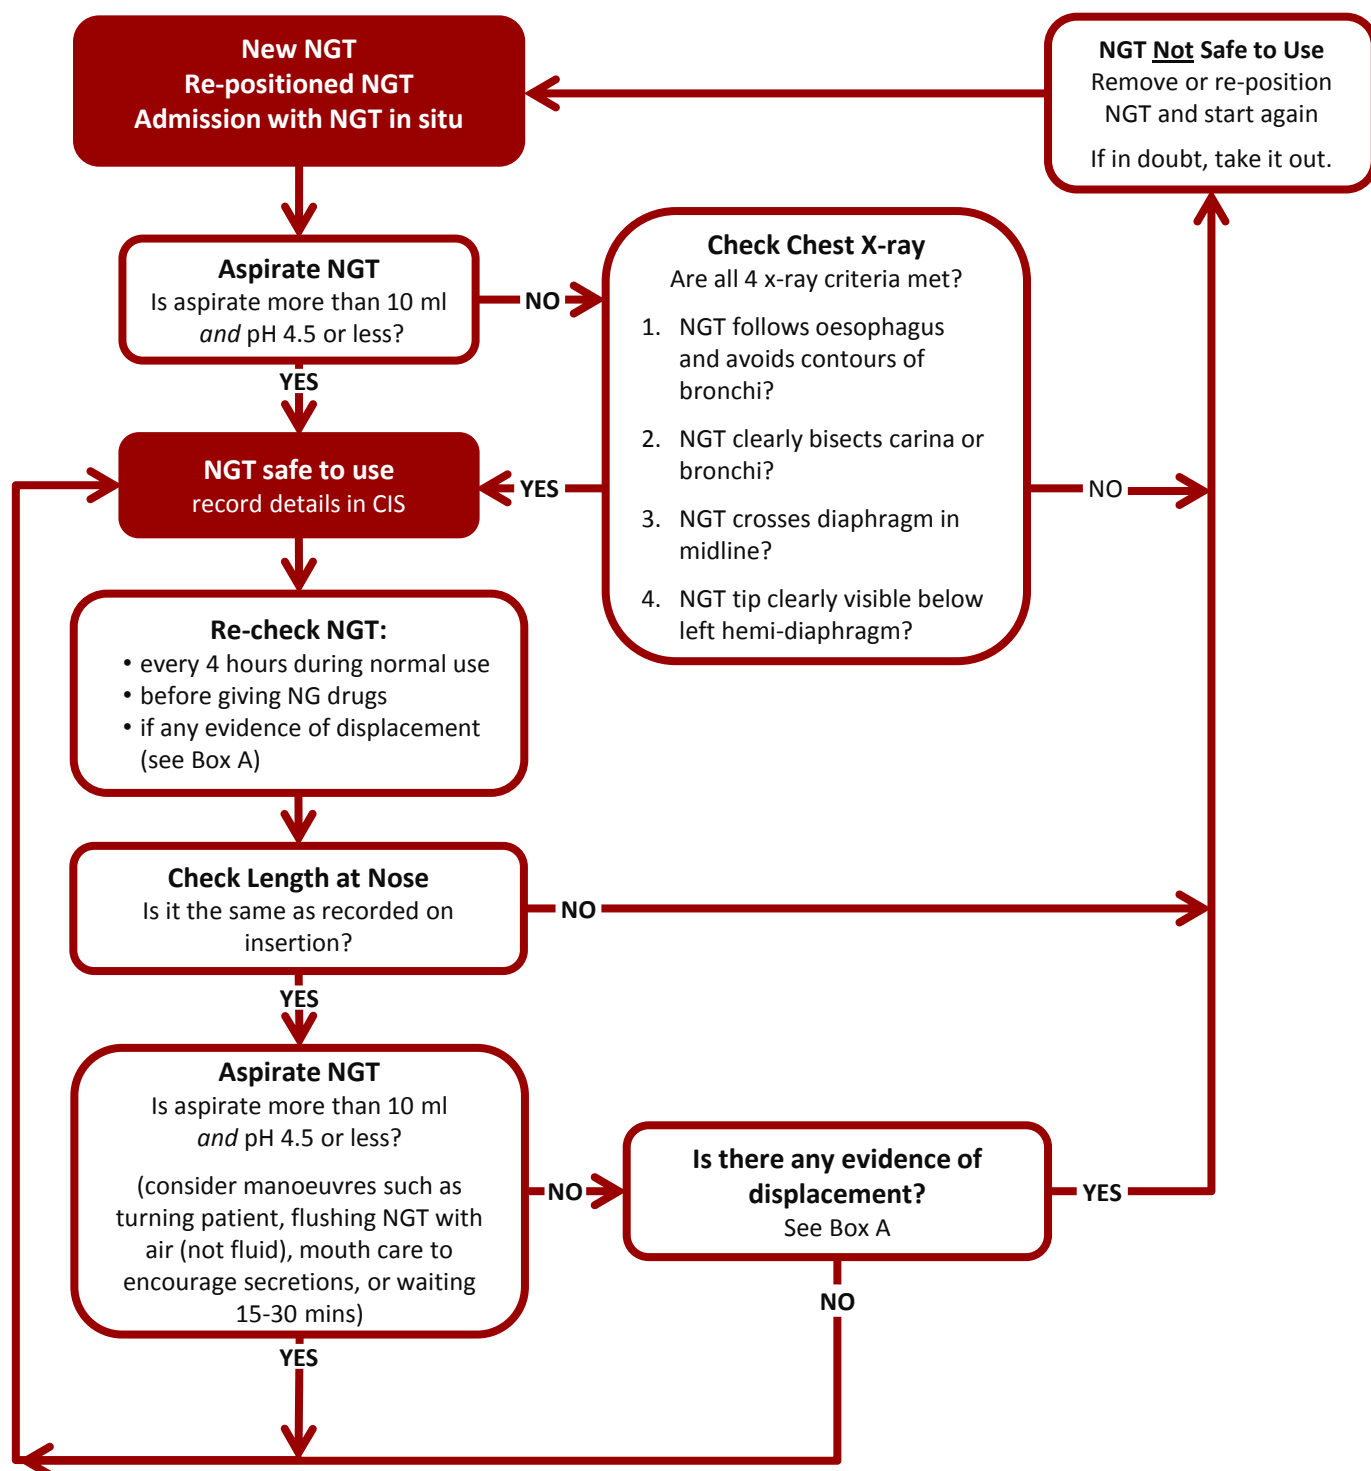 New NGT
Re-positioned NGT
Admission with NGT in situ
NGT Not Safe to Use
Remove or re-position
NGT and start again
If in doubt, take it out.
Aspirate NGT
Is aspirate more than 10 ml
and pH 4.5 or less?
NO
YES
Check Chest X-ray
Are all 4 x-ray criteria met?
1. NGT follows oesophagus
and avoids contours of
bronchi?
2. NGT clearly bisects carina or
bronchi?
3. NGT crosses diaphragm in
midline?
4. NGT tip clearly visible below
left hemi-diaphragm?
YES
NO
NGT safe to use
record details in CIS
Re-check NGT:
• every 4 hours during normal use
• before giving NG drugs
• if any evidence of displacement
(see Box A)
Check Length at Nose
Is it the same as recorded on
insertion?
NO
YES
Aspirate NGT
Is aspirate more than 10 ml
and pH 4.5 or less?
(consider manoeuvres such as
turning patient, flushing NGT with
air (not fluid), mouth care to
encourage secretions, or waiting
15-30 mins)
NO
YES
Is there any evidence of
displacement?
See Box A
YES
NO